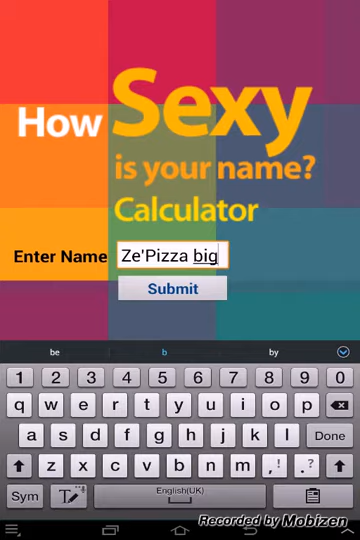 How Sexy
is your name?
Calculator
Enter Name Ze'Pizza big
Submit
be b by
1 2 3 4 5 6 7 8 9 0
q w e r t y u i o p
a s d f g h j k l Done
z x c v b n m , ! . ?
Sym T English(UK)
Recorded by Mobizen